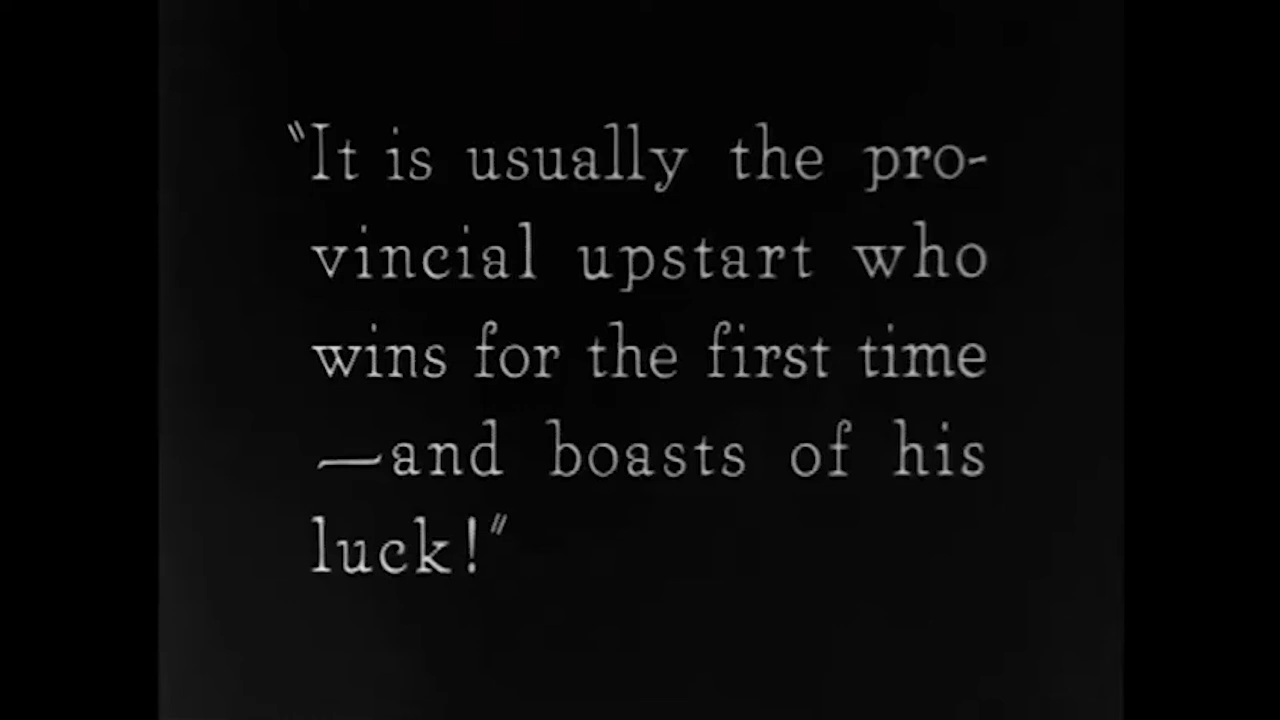 "It is usually the pro-
vincial upstart who
wins for the first time
—and boasts of his
luck!"